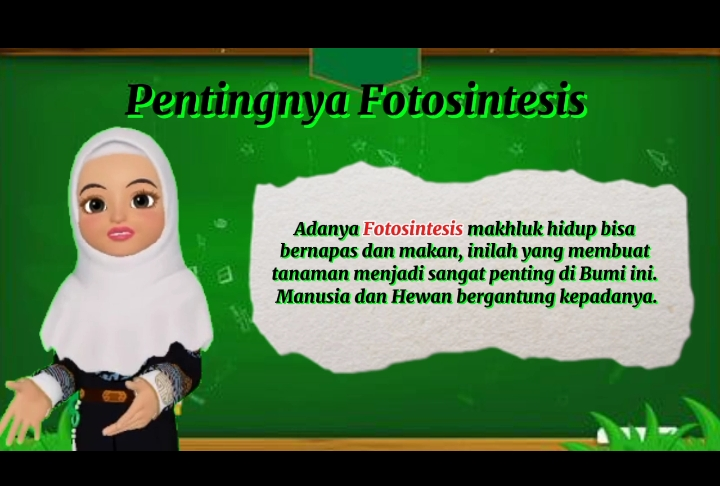 Pentingnya Fotosintesis
Adanya Fotosintesis makhluk hidup bisa
bernapas dan makan, inilah yang membuat
tanaman menjadi sangat penting di Bumi ini.
Manusia dan Hewan bergantung kepadanya.